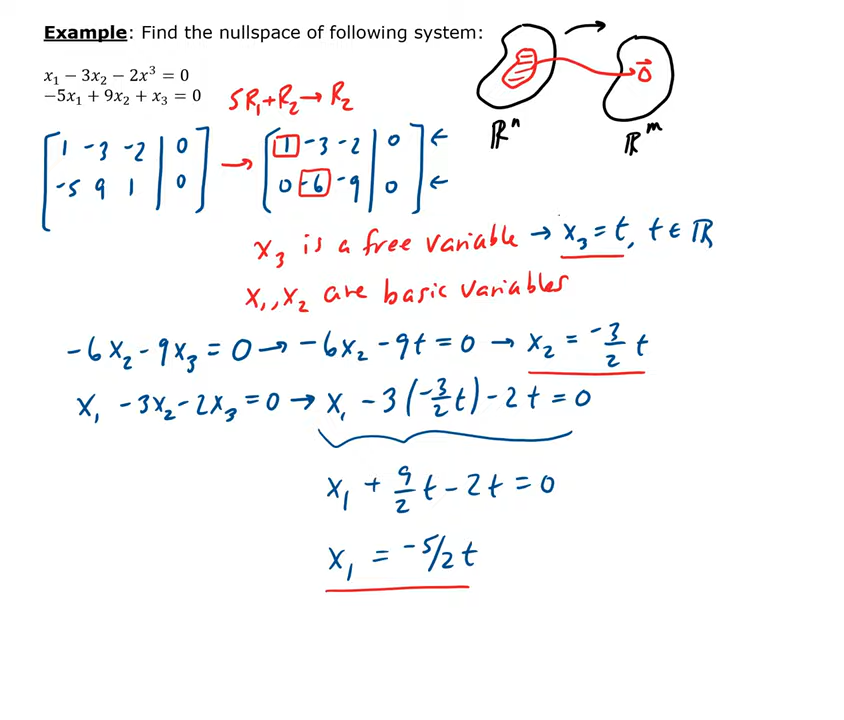 Example: Find the nullspace of following system:
x₁ − 3x₂ − 2x³ = 0
−5x₁ + 9x₂ + x₃ = 0
5R₁+R₂→R₂
ℝⁿ
0⃗
ℝᵐ
[ 1 -3 -2 | 0 ] → [ 1 -3 -2 | 0 ] ←
[ -5 9 1 | 0 ] [ 0 -6 -9 | 0 ] ←
x₃ is a free variable → x₃ = t, t ∈ ℝ
x₁, x₂ are basic variables
-6x₂ - 9x₃ = 0 → -6x₂ - 9t = 0 → x₂ = -3/2 t
x₁ - 3x₂ - 2x₃ = 0 → x₁ - 3(-3/2 t) - 2t = 0
x₁ + 9/2 t - 2t = 0
x₁ = -5/2 t